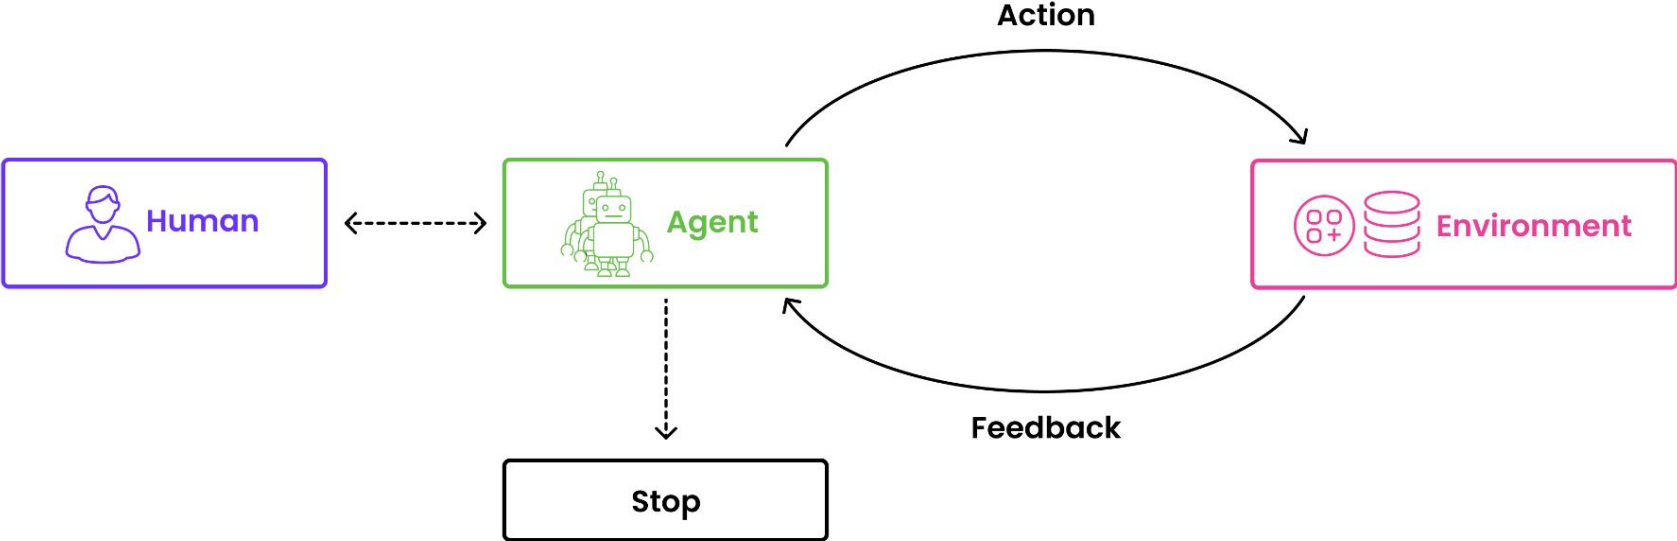 Action
Human
Agent
Environment
Feedback
Stop